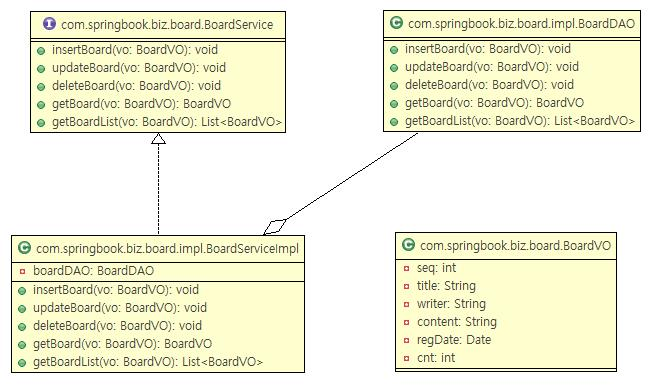 I com.springbook.biz.board.BoardService
insertBoard(vo: BoardVO): void
updateBoard(vo: BoardVO): void
deleteBoard(vo: BoardVO): void
getBoard(vo: BoardVO): BoardVO
getBoardList(vo: BoardVO): List<BoardVO>
C com.springbook.biz.board.impl.BoardDAO
insertBoard(vo: BoardVO): void
updateBoard(vo: BoardVO): void
deleteBoard(vo: BoardVO): void
getBoard(vo: BoardVO): BoardVO
getBoardList(vo: BoardVO): List<BoardVO>
C com.springbook.biz.board.impl.BoardServiceImpl
boardDAO: BoardDAO
insertBoard(vo: BoardVO): void
updateBoard(vo: BoardVO): void
deleteBoard(vo: BoardVO): void
getBoard(vo: BoardVO): BoardVO
getBoardList(vo: BoardVO): List<BoardVO>
C com.springbook.biz.board.BoardVO
seq: int
title: String
writer: String
content: String
regDate: Date
cnt: int